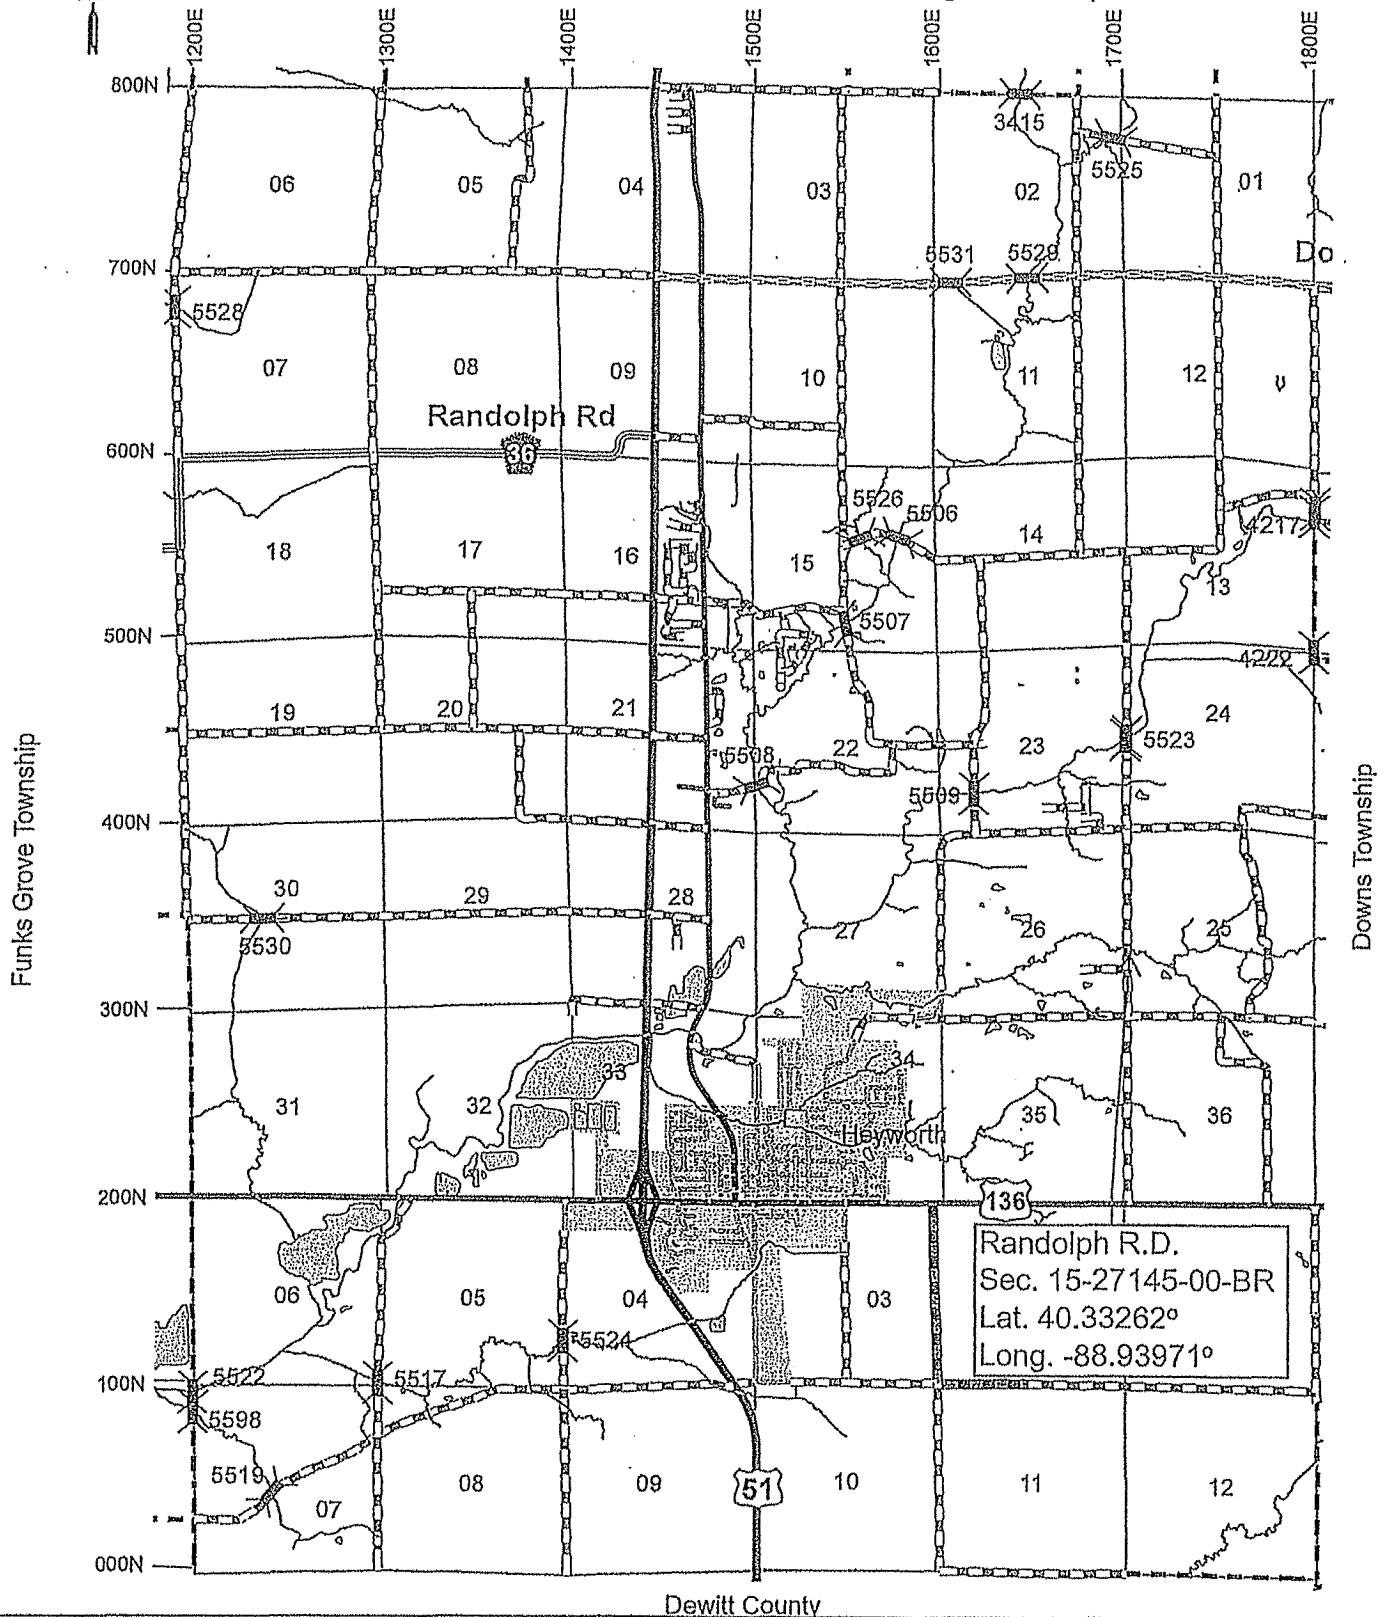 1200E 1300E 1400E 1500E 1600E 1700E 1800E
800N
3415
5525
06 05 04 03 02 01
5531 5529
Do
700N
5528
07 08 09 10 11 12
Randolph Rd
600N
36
5526 5506
4217
18 17 16 15 14 13
500N
5507
4222
19 20 21 22 23 24
5508
5523
5509
400N
30 29 28 27 26 25
5530
300N
31 32 33 34 35 36
Heyworth
200N
136
Randolph R.D.
Sec. 15-27145-00-BR
Lat. 40.33262º
Long. -88.93971º
06 05 04 03
5524
5522 5517
100N
5598
5519
07 08 09 10 11 12
51
000N
Funks Grove Township
Downs Township
Dewitt County